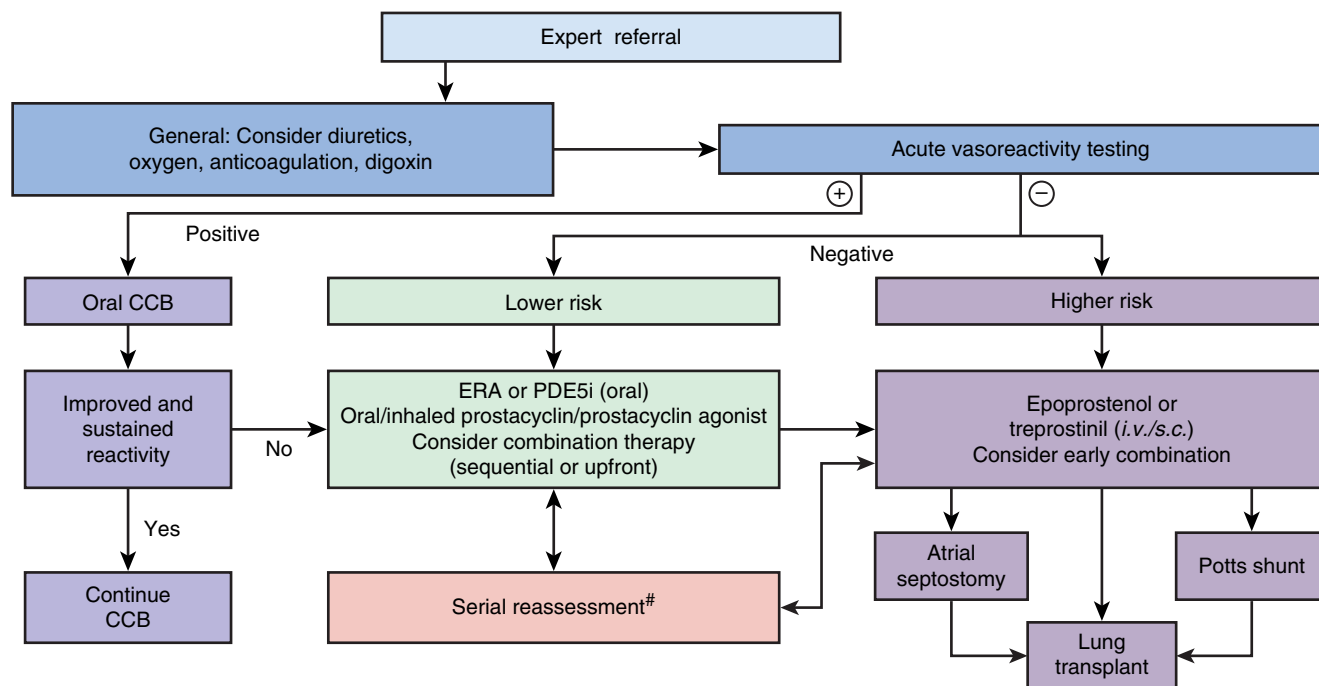 Expert referral
General: Consider diuretics,
oxygen, anticoagulation, digoxin
Acute vasoreactivity testing
+
−
Positive
Negative
Oral CCB
Lower risk
Higher risk
Improved and
sustained
reactivity
No
ERA or PDE5i (oral)
Oral/inhaled prostacyclin/prostacyclin agonist
Consider combination therapy
(sequential or upfront)
Epoprostenol or
treprostinil (i.v./s.c.)
Consider early combination
Yes
Atrial
septostomy
Potts shunt
Continue
CCB
Serial reassessment#
Lung
transplant